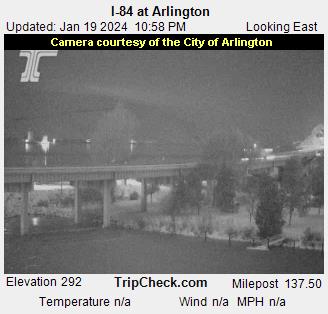 I-84 at Arlington
Updated: Jan 19 2024 10:58 PM Looking East
Camera courtesy of the City of Arlington
Elevation 292 TripCheck.com Milepost 137.50
Temperature n/a Wind n/a MPH n/a